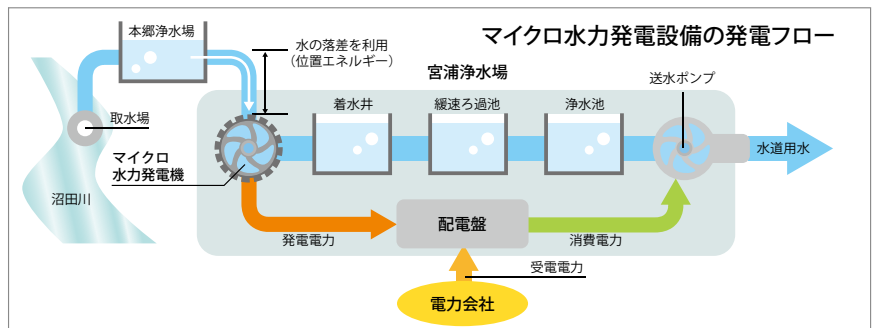 マイクロ水力発電設備の発電フロー
本郷浄水場
水の落差を利用
（位置エネルギー）
宮浦浄水場
送水ポンプ
取水場
着水井
緩速ろ過池
浄水池
マイクロ
水力発電機
水道用水
沼田川
配電盤
発電電力
消費電力
受電電力
電力会社